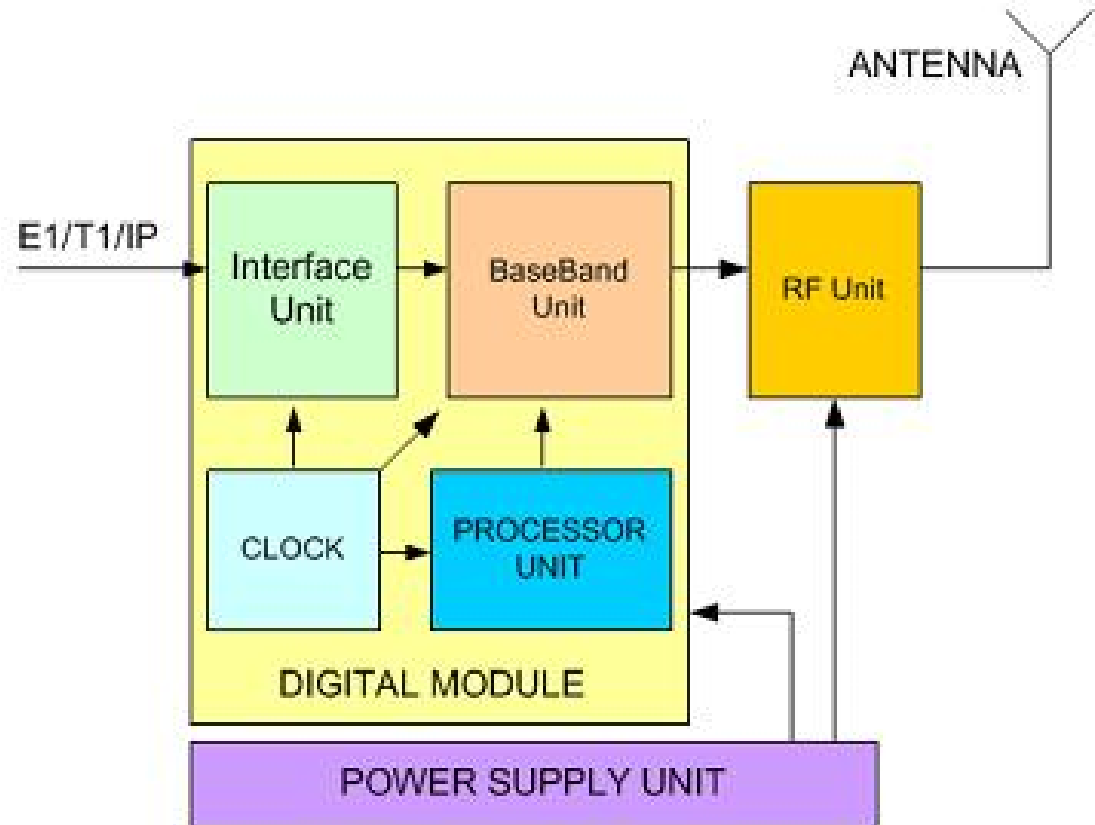 ANTENNA
E1/T1/IP
Interface
Unit
BaseBand
Unit
RF Unit
CLOCK
PROCESSOR
UNIT
DIGITAL MODULE
POWER SUPPLY UNIT